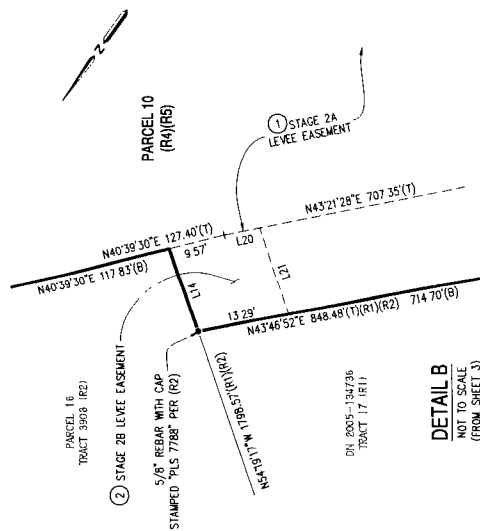 Z
PARCEL 10
(R4)(R5)
1 STAGE 2A
LEVEE EASEMENT
N43°21'28"E 707 35'(T)
N40°39'30"E 127.40'(T)
9 57'
L20
N40°39'30"E 117 83'(B)
L14
L21
13 29'
N43°46'52"E 848.48'(T)(R1)(R2) 714 70'(B)
PARCEL 16
TRACT 3908 (R2)
2 STAGE 2B LEVEE EASEMENT
5/8" REBAR WITH CAP
STAMPED "PLS 7788" PER (R2)
N54°19'17"W 1798.57'(R1)(R2)
DN 2005-134736
TRACT 17 (R1)
DETAIL B
NOT TO SCALE
(FROM SHEET 3)